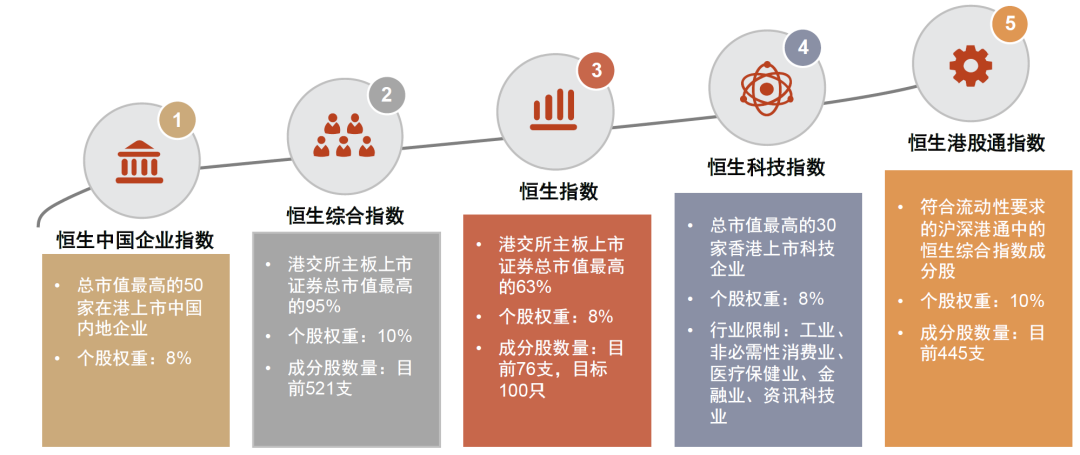 1
恒生中国企业指数
• 总市值最高的50
家在港上市中国
内地企业
• 个股权重：8%
2
恒生综合指数
• 港交所主板上市
证券总市值最高
的95%
• 个股权重：10%
• 成分股数量：目
前521支
3
恒生指数
• 港交所主板上市
证券总市值最高
的63%
• 个股权重：8%
• 成分股数量：目
前76支，目标
100只
4
恒生科技指数
• 总市值最高的30
家香港上市科技
企业
• 个股权重：8%
• 行业限制：工业、
非必需性消费业、
医疗保健业、金
融业、资讯科技
业
5
恒生港股通指数
• 符合流动性要求
的沪深港通中的
恒生综合指数成
分股
• 个股权重：10%
• 成分股数量：目
前445支